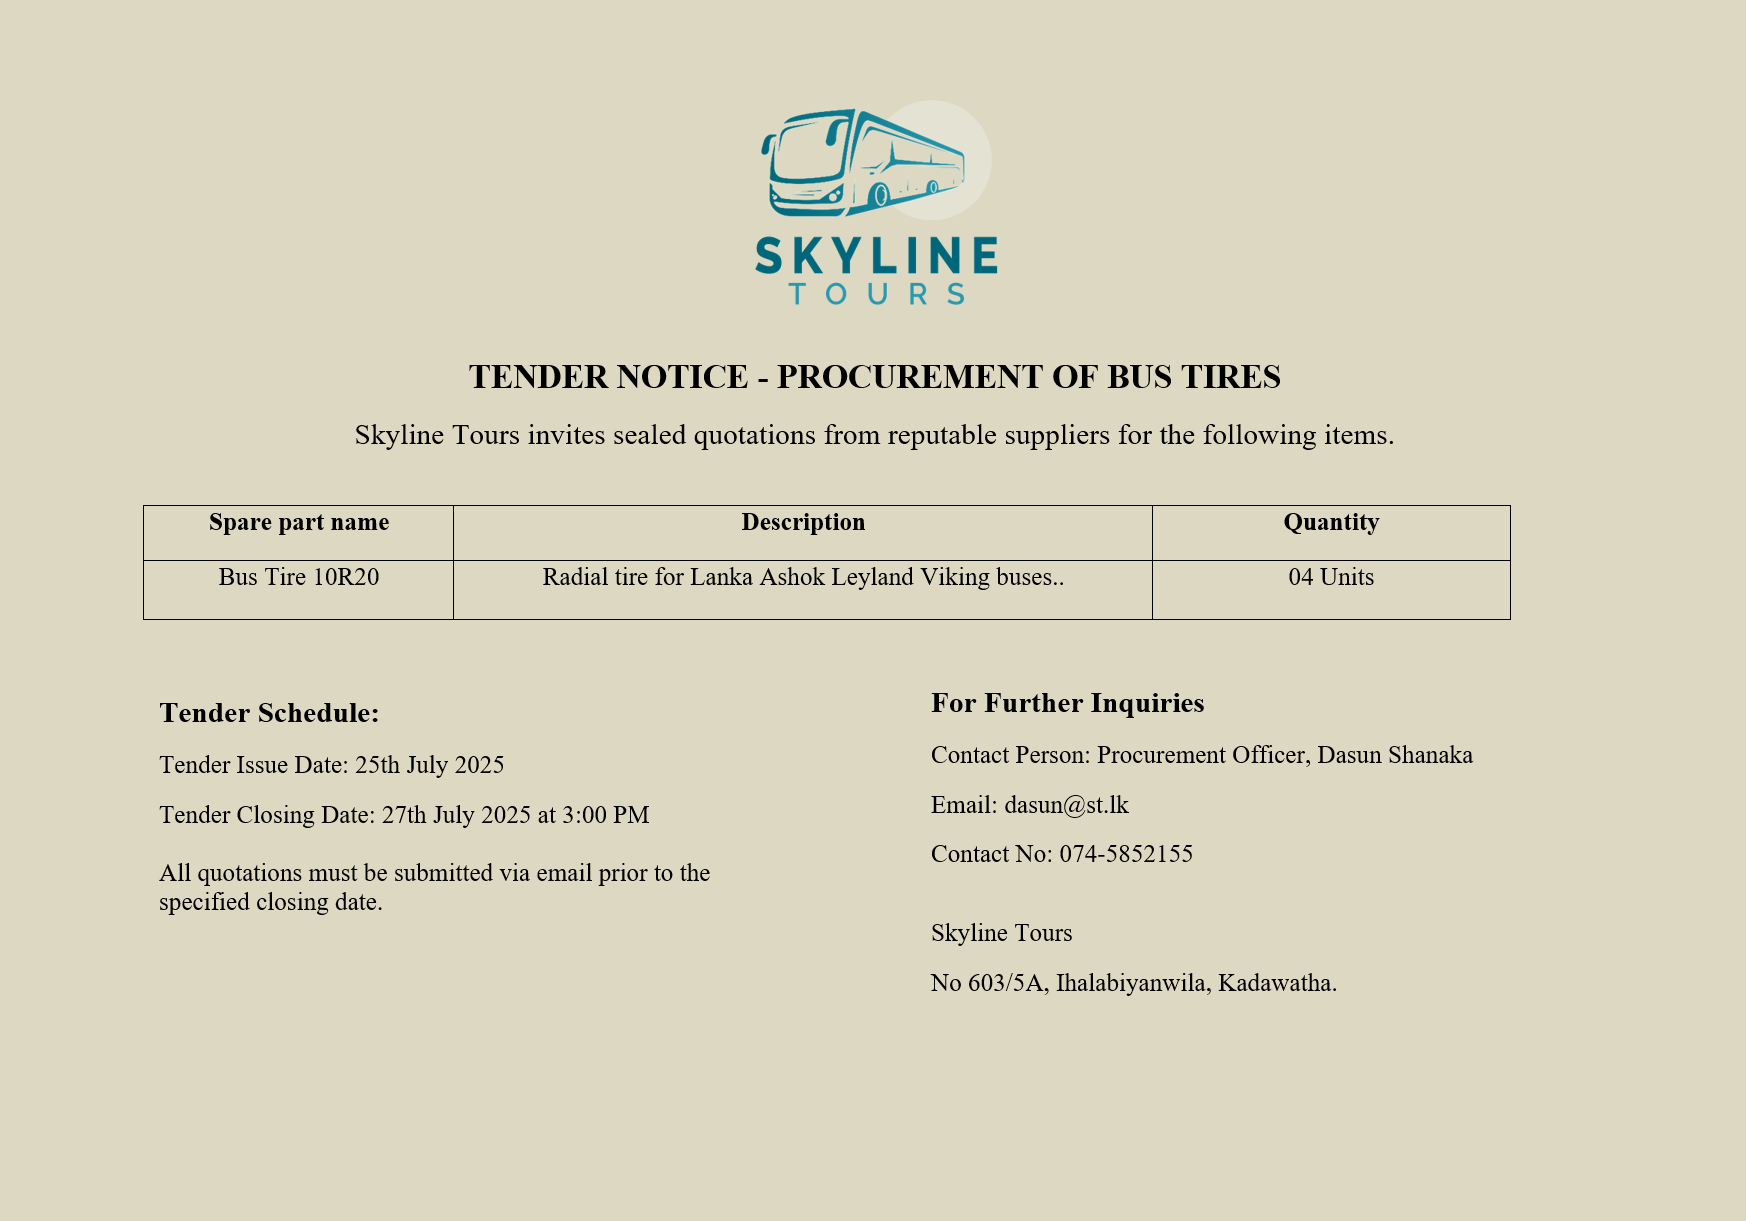 SKYLINE
TOURS
TENDER NOTICE - PROCUREMENT OF BUS TIRES
Skyline Tours invites sealed quotations from reputable suppliers for the following items.
Spare part name Description Quantity
Bus Tire 10R20 Radial tire for Lanka Ashok Leyland Viking buses.. 04 Units
Tender Schedule:
Tender Issue Date: 25th July 2025
Tender Closing Date: 27th July 2025 at 3:00 PM
All quotations must be submitted via email prior to the
specified closing date.
For Further Inquiries
Contact Person: Procurement Officer, Dasun Shanaka
Email: dasun@st.lk
Contact No: 074-5852155
Skyline Tours
No 603/5A, Ihalabiyanwila, Kadawatha.